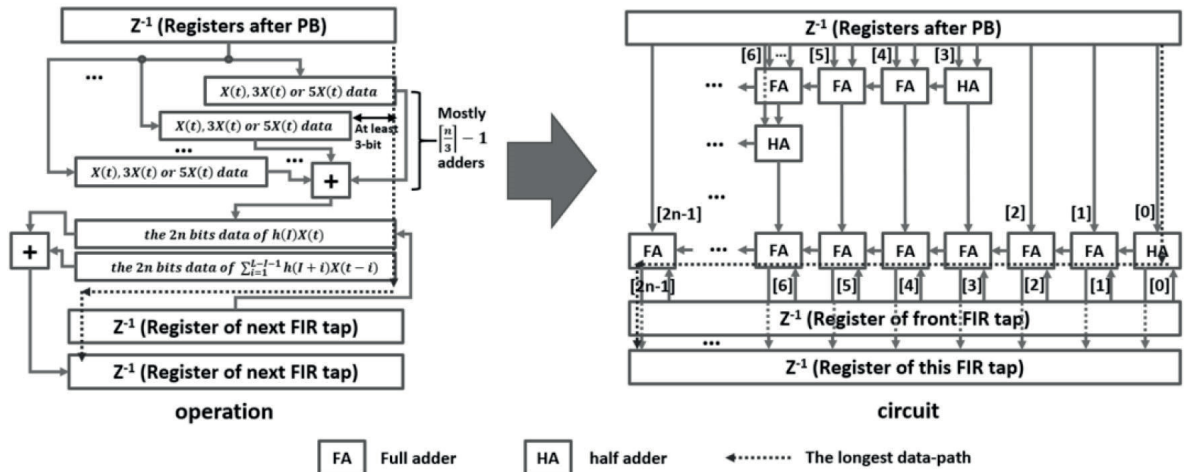 Z⁻¹ (Registers after PB)
...
X(t), 3X(t) or 5X(t) data
X(t), 3X(t) or 5X(t) data
At least
3-bit
...
X(t), 3X(t) or 5X(t) data
...
+
Mostly
⌈n/3⌉ − 1
adders
the 2n bits data of h(I)X(t)
+
the 2n bits data of ∑_{i=1}^{L−I−1} h(I + i)X(t − i)
Z⁻¹ (Register of next FIR tap)
Z⁻¹ (Register of next FIR tap)
operation
Z⁻¹ (Registers after PB)
[6] ... [5] [4] [3]
... FA FA FA HA
... HA
...
[2n-1] [2] [1] [0]
FA ... FA FA FA FA FA FA HA
[2n-1] [6] [5] [4] [3] [2] [1] [0]
Z⁻¹ (Register of front FIR tap)
...
Z⁻¹ (Register of this FIR tap)
circuit
FA Full adder HA half adder The longest data-path